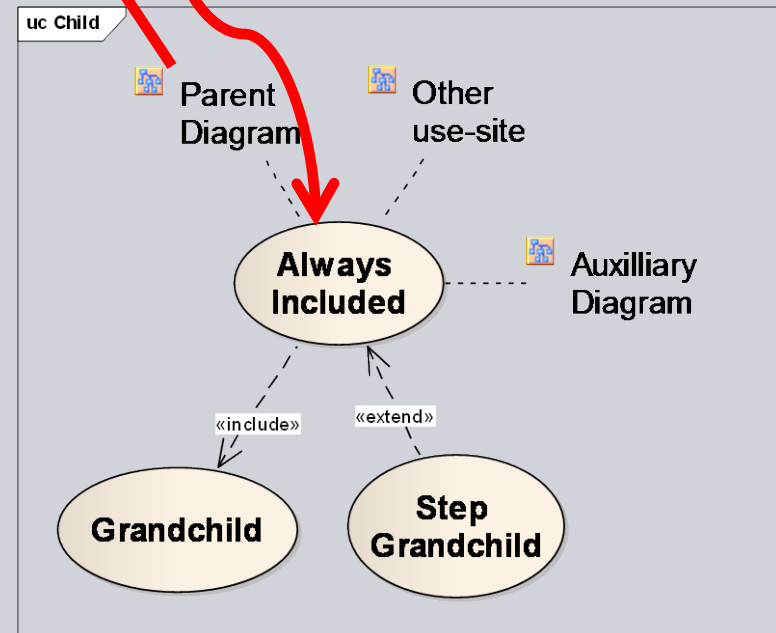 uc Child
Parent
Diagram
Other
use-site
Always
Included
Auxilliary
Diagram
«include»
«extend»
Grandchild
Step
Grandchild